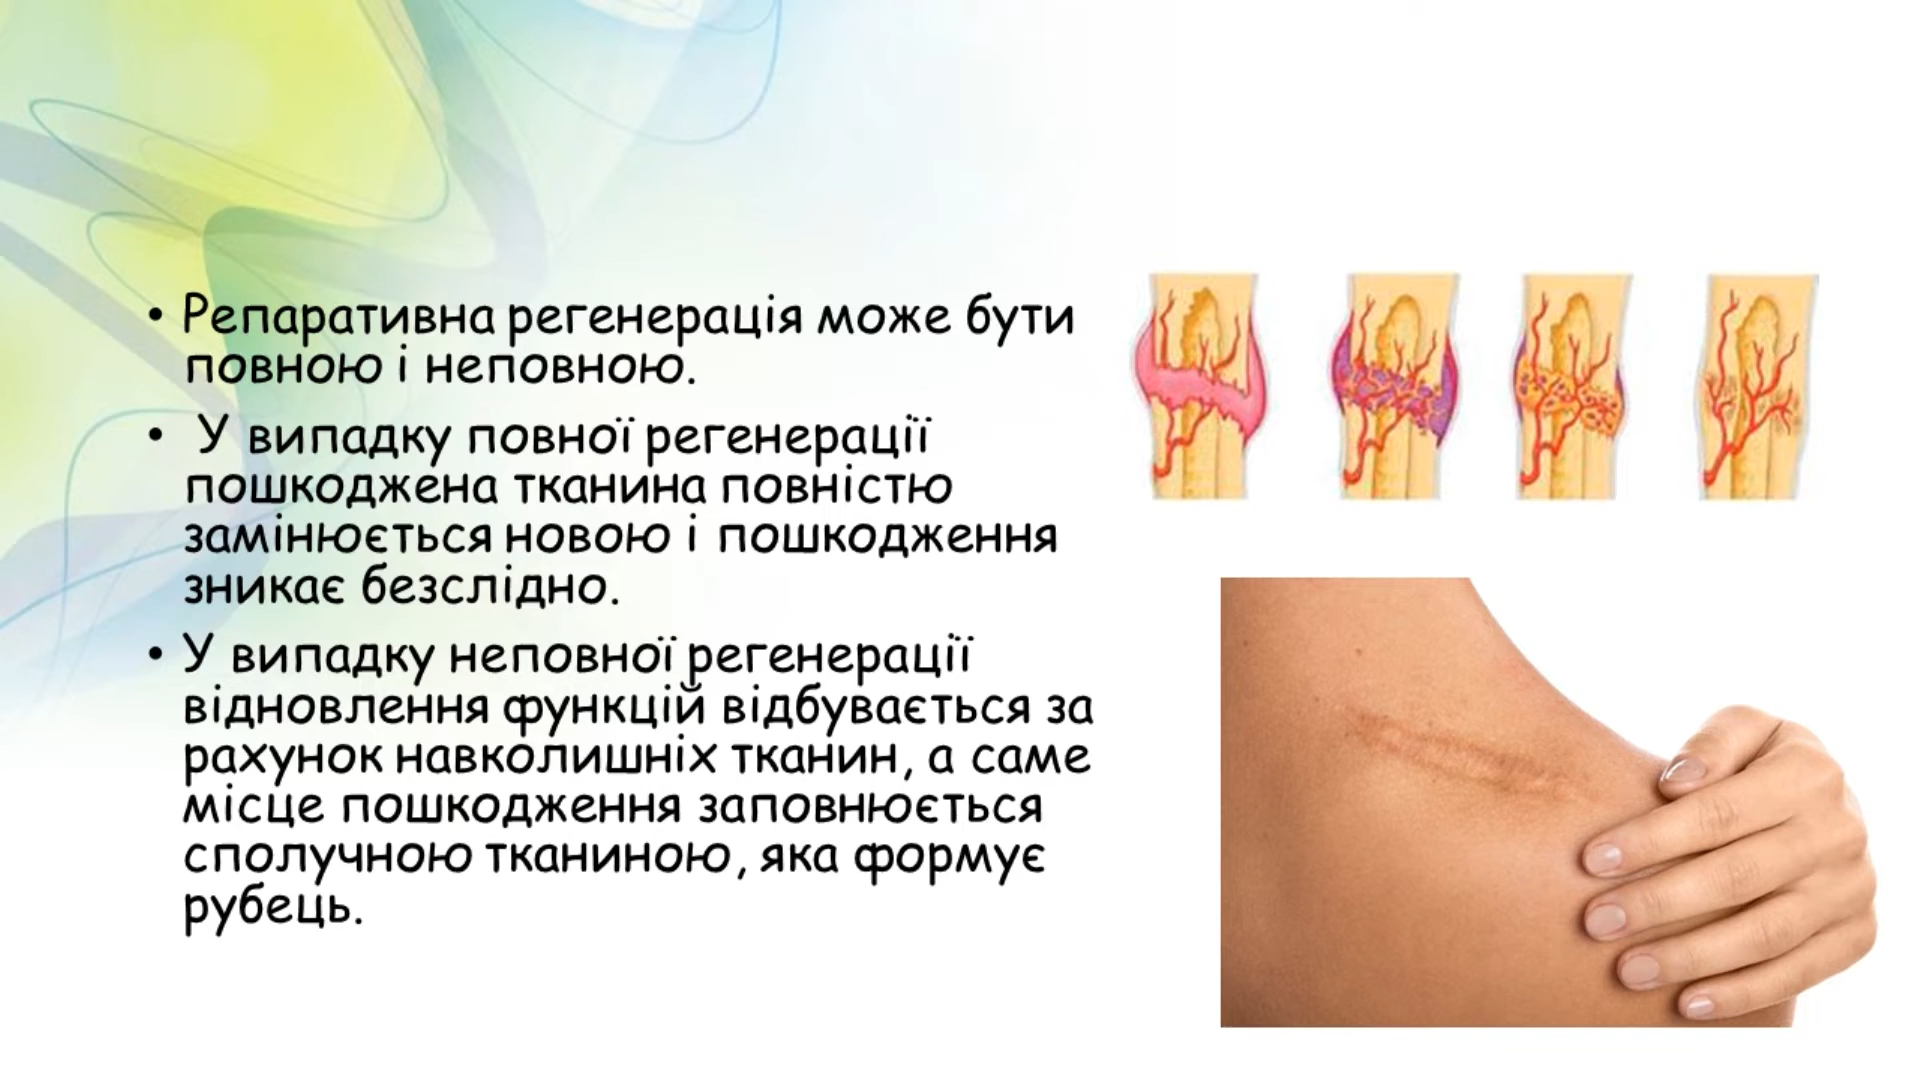 • Репаративна регенерація може бути
повною і неповною.
• У випадку повної регенерації
пошкоджена тканина повністю
замінюється новою і пошкодження
зникає безслідно.
• У випадку неповної регенерації
відновлення функцій відбувається за
рахунок навколишніх тканин, а саме
місце пошкодження заповнюється
сполучною тканиною, яка формує
рубець.